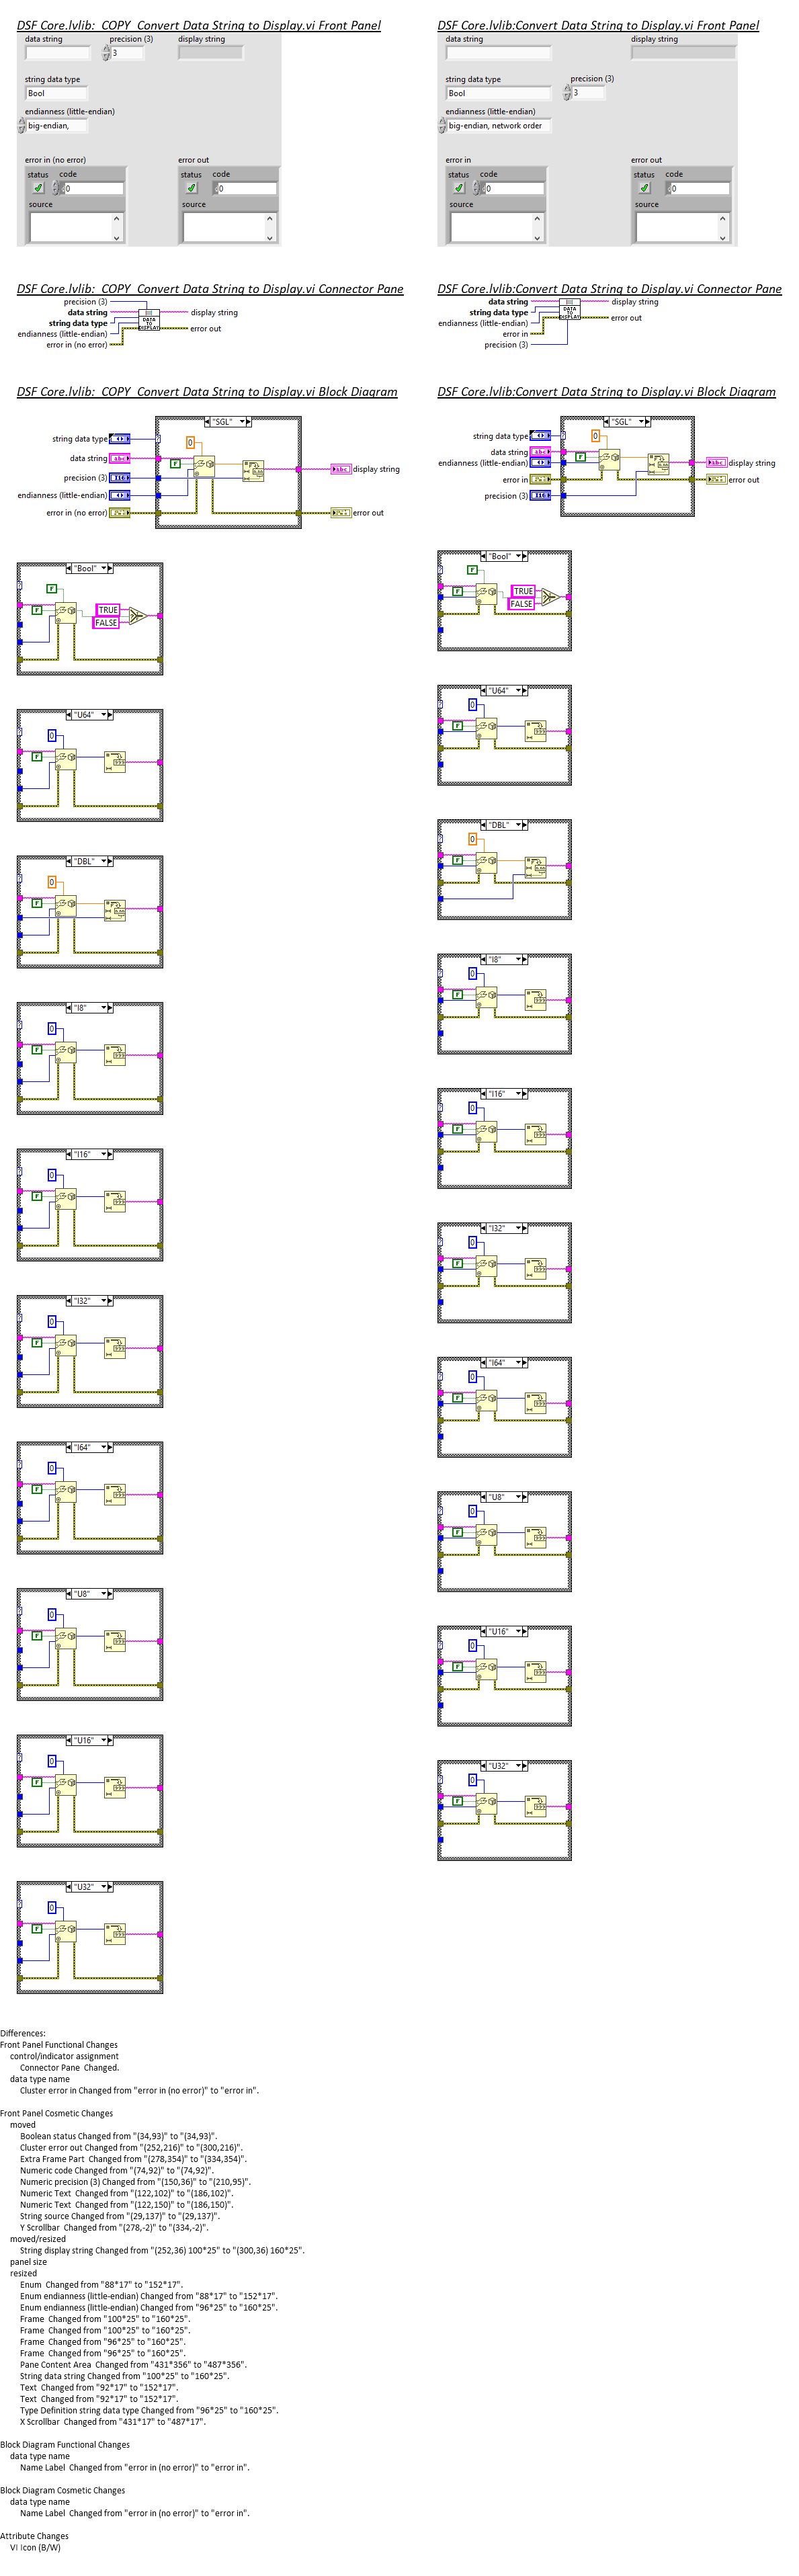 DSF Core.lvlib:  COPY  Convert Data String to Display.vi Front Panel
data string
precision (3)
display string
3
string data type
Bool
endianness (little-endian)
big-endian,
error in (no error)
error out
status
code
status
code
0
0
source
source
DSF Core.lvlib:Convert Data String to Display.vi Front Panel
data string
display string
string data type
precision (3)
Bool
3
endianness (little-endian)
big-endian, network order
error in
error out
status
code
status
code
0
0
source
source
DSF Core.lvlib:  COPY  Convert Data String to Display.vi Connector Pane
precision (3)
data string
string data type
endianness (little-endian)
error in (no error)
DATA
TO
DISPLAY
display string
error out
DSF Core.lvlib:Convert Data String to Display.vi Connector Pane
data string
string data type
endianness (little-endian)
error in
precision (3)
DATA
TO
DISPLAY
display string
error out
DSF Core.lvlib:  COPY  Convert Data String to Display.vi Block Diagram
"SGL"
string data type
data string
abc
precision (3)
I16
endianness (little-endian)
error in (no error)
0
F
abc
display string
error out
"Bool"
F
F
TRUE
FALSE
"U64"
0
F
"DBL"
0
F
"I8"
0
F
"I16"
0
F
"I32"
0
F
"I64"
0
F
"U8"
0
F
"U16"
0
F
"U32"
0
F
DSF Core.lvlib:Convert Data String to Display.vi Block Diagram
"SGL"
string data type
data string
abc
endianness (little-endian)
error in
precision (3)
I16
0
F
abc
display string
error out
"Bool"
F
F
TRUE
FALSE
"U64"
0
F
"DBL"
0
F
"I8"
0
F
"I16"
0
F
"I32"
0
F
"I64"
0
F
"U8"
0
F
"U16"
0
F
"U32"
0
F
Differences:
Front Panel Functional Changes
control/indicator assignment
Connector Pane  Changed.
data type name
Cluster error in Changed from "error in (no error)" to "error in".
Front Panel Cosmetic Changes
moved
Boolean status Changed from "(34,93)" to "(34,93)".
Cluster error out Changed from "(252,216)" to "(300,216)".
Extra Frame Part  Changed from "(278,354)" to "(334,354)".
Numeric code Changed from "(74,92)" to "(74,92)".
Numeric precision (3) Changed from "(150,36)" to "(210,95)".
Numeric Text  Changed from "(122,102)" to "(186,102)".
Numeric Text  Changed from "(122,150)" to "(186,150)".
String source Changed from "(29,137)" to "(29,137)".
Y Scrollbar  Changed from "(278,-2)" to "(334,-2)".
moved/resized
String display string Changed from "(252,36) 100*25" to "(300,36) 160*25".
panel size
resized
Enum  Changed from "88*17" to "152*17".
Enum endianness (little-endian) Changed from "88*17" to "152*17".
Enum endianness (little-endian) Changed from "96*25" to "160*25".
Frame  Changed from "100*25" to "160*25".
Frame  Changed from "100*25" to "160*25".
Frame  Changed from "96*25" to "160*25".
Frame  Changed from "96*25" to "160*25".
Pane Content Area  Changed from "431*356" to "487*356".
String data string Changed from "100*25" to "160*25".
Text  Changed from "92*17" to "152*17".
Text  Changed from "92*17" to "152*17".
Type Definition string data type Changed from "96*25" to "160*25".
X Scrollbar  Changed from "431*17" to "487*17".
Block Diagram Functional Changes
data type name
Name Label  Changed from "error in (no error)" to "error in".
Block Diagram Cosmetic Changes
data type name
Name Label  Changed from "error in (no error)" to "error in".
Attribute Changes
VI Icon (B/W)